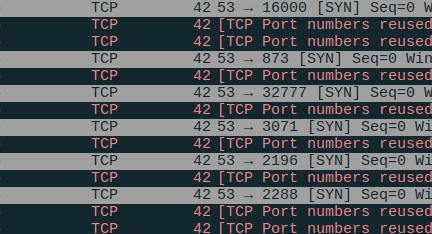 TCP 42 53 → 16000 [SYN] Seq=0 W
TCP 42 [TCP Port numbers reused
TCP 42 [TCP Port numbers reused
TCP 42 53 → 873 [SYN] Seq=0 Win
TCP 42 [TCP Port numbers reused
TCP 42 53 → 32777 [SYN] Seq=0 W
TCP 42 [TCP Port numbers reused
TCP 42 53 → 3071 [SYN] Seq=0 Wi
TCP 42 [TCP Port numbers reused
TCP 42 53 → 2196 [SYN] Seq=0 Wi
TCP 42 [TCP Port numbers reused
TCP 42 53 → 2288 [SYN] Seq=0 Wi
TCP 42 [TCP Port numbers reused
TCP 42 [TCP Port numbers reused